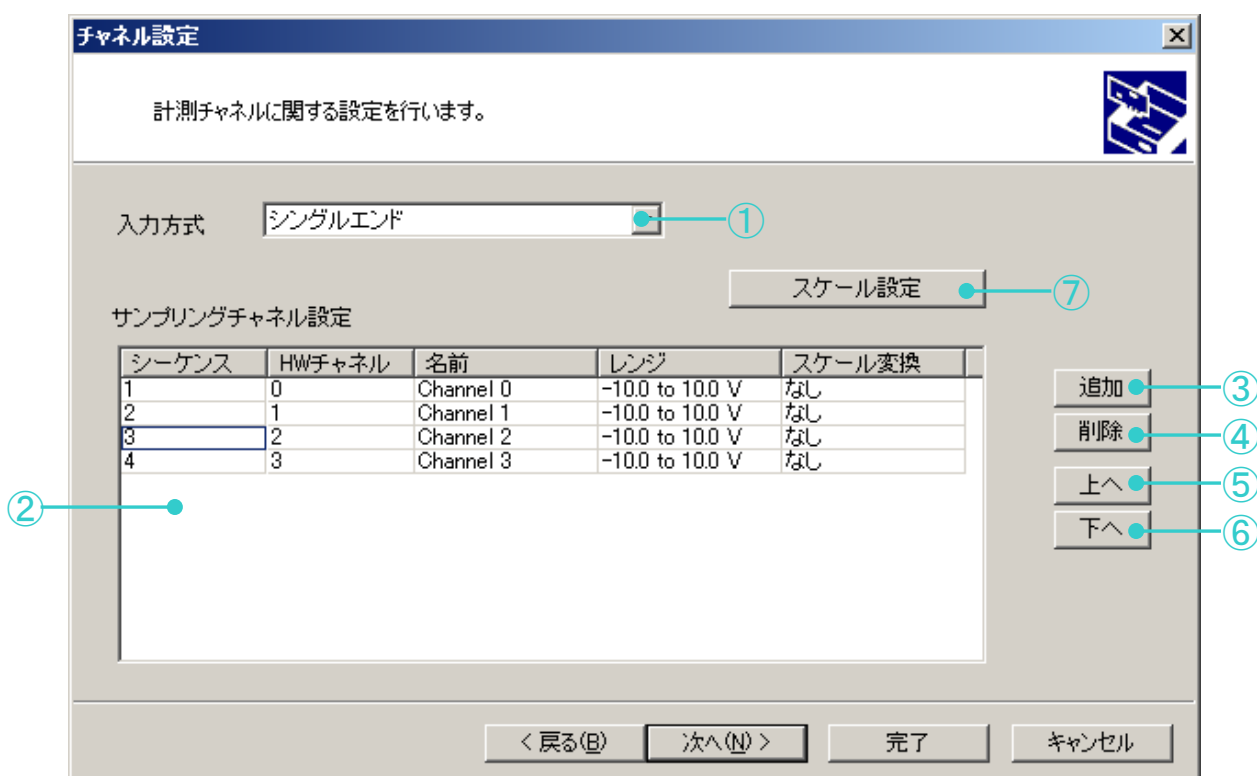 チャネル設定
計測チャネルに関する設定を行います。
入力方式 シングルエンド ①
スケール設定 ⑦
サンプリングチャネル設定
シーケンス HWチャネル 名前 レンジ スケール変換
1 0 Channel 0 -10.0 to 10.0 V なし
2 1 Channel 1 -10.0 to 10.0 V なし
3 2 Channel 2 -10.0 to 10.0 V なし
4 3 Channel 3 -10.0 to 10.0 V なし
②
追加 ③
削除 ④
上へ ⑤
下へ ⑥
< 戻る(B) 次へ(N) > 完了 キャンセル